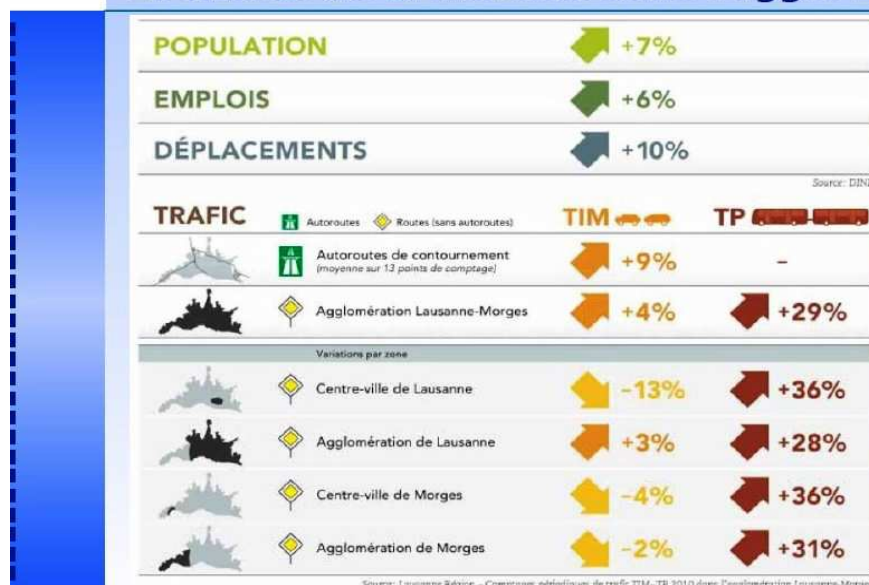 POPULATION +7%
EMPLOIS +6%
DÉPLACEMENTS +10%
TRAFIC Autoroutes Routes (sans autoroutes) TIM TP
Autoroutes de contournement +9% –
(moyenne sur 13 points de comptage)
Agglomération Lausanne-Morges +4% +29%
Variations par zone
Centre-ville de Lausanne –13% +36%
Agglomération de Lausanne +3% +28%
Centre-ville de Morges –4% +36%
Agglomération de Morges –2% +31%